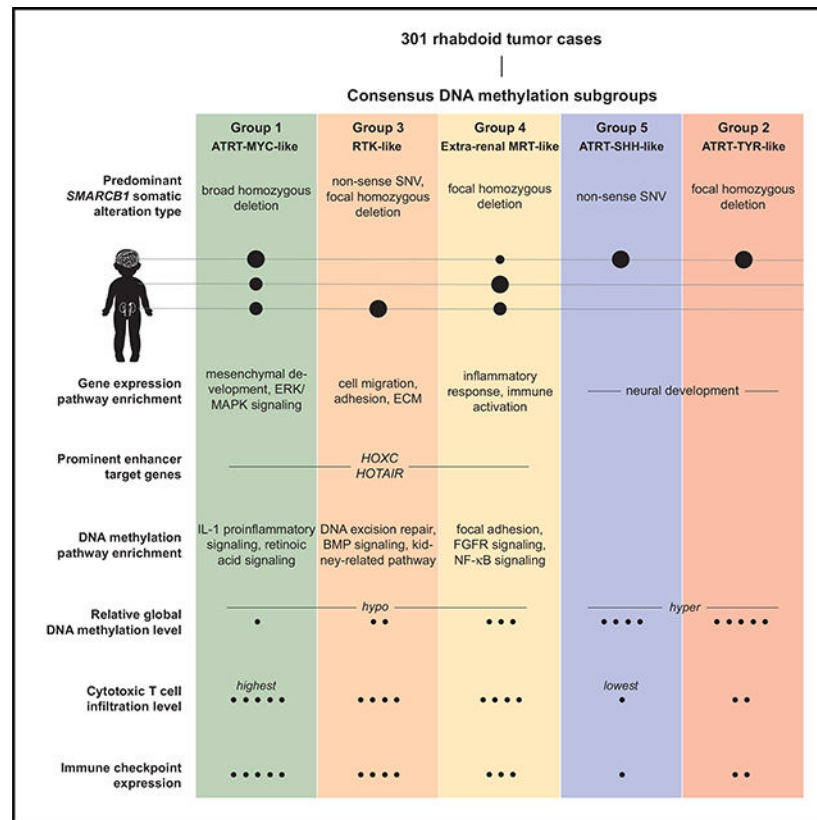 301 rhabdoid tumor cases
Consensus DNA methylation subgroups
Group 1
ATRT-MYC-like
Group 3
RTK-like
Group 4
Extra-renal MRT-like
Group 5
ATRT-SHH-like
Group 2
ATRT-TYR-like
Predominant
SMARCB1 somatic
alteration type
broad homozygous
deletion
non-sense SNV,
focal homozygous
deletion
focal homozygous
deletion
non-sense SNV
focal homozygous
deletion
Gene expression
pathway enrichment
mesenchymal de-
velopment, ERK/
MAPK signaling
cell migration,
adhesion, ECM
inflammatory
response, immune
activation
neural development
Prominent enhancer
target genes
HOXC
HOTAIR
DNA methylation
pathway enrichment
IL-1 proinflammatory
signaling, retinoic
acid signaling
DNA excision repair,
BMP signaling, kid-
ney-related pathway
focal adhesion,
FGFR signaling,
NF-κB signaling
Relative global
DNA methylation level
hypo
hyper
Cytotoxic T cell
infiltration level
highest
lowest
Immune checkpoint
expression